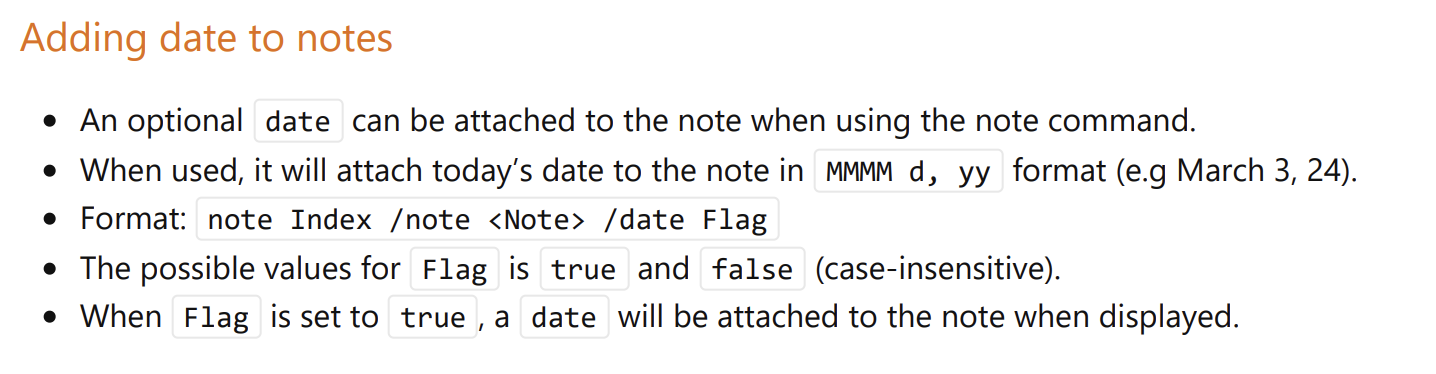 Adding date to notes
• An optional date can be attached to the note when using the note command.
• When used, it will attach today’s date to the note in MMMM d, yy format (e.g March 3, 24).
• Format: note Index /note <Note> /date Flag
• The possible values for Flag is true and false (case-insensitive).
• When Flag is set to true, a date will be attached to the note when displayed.